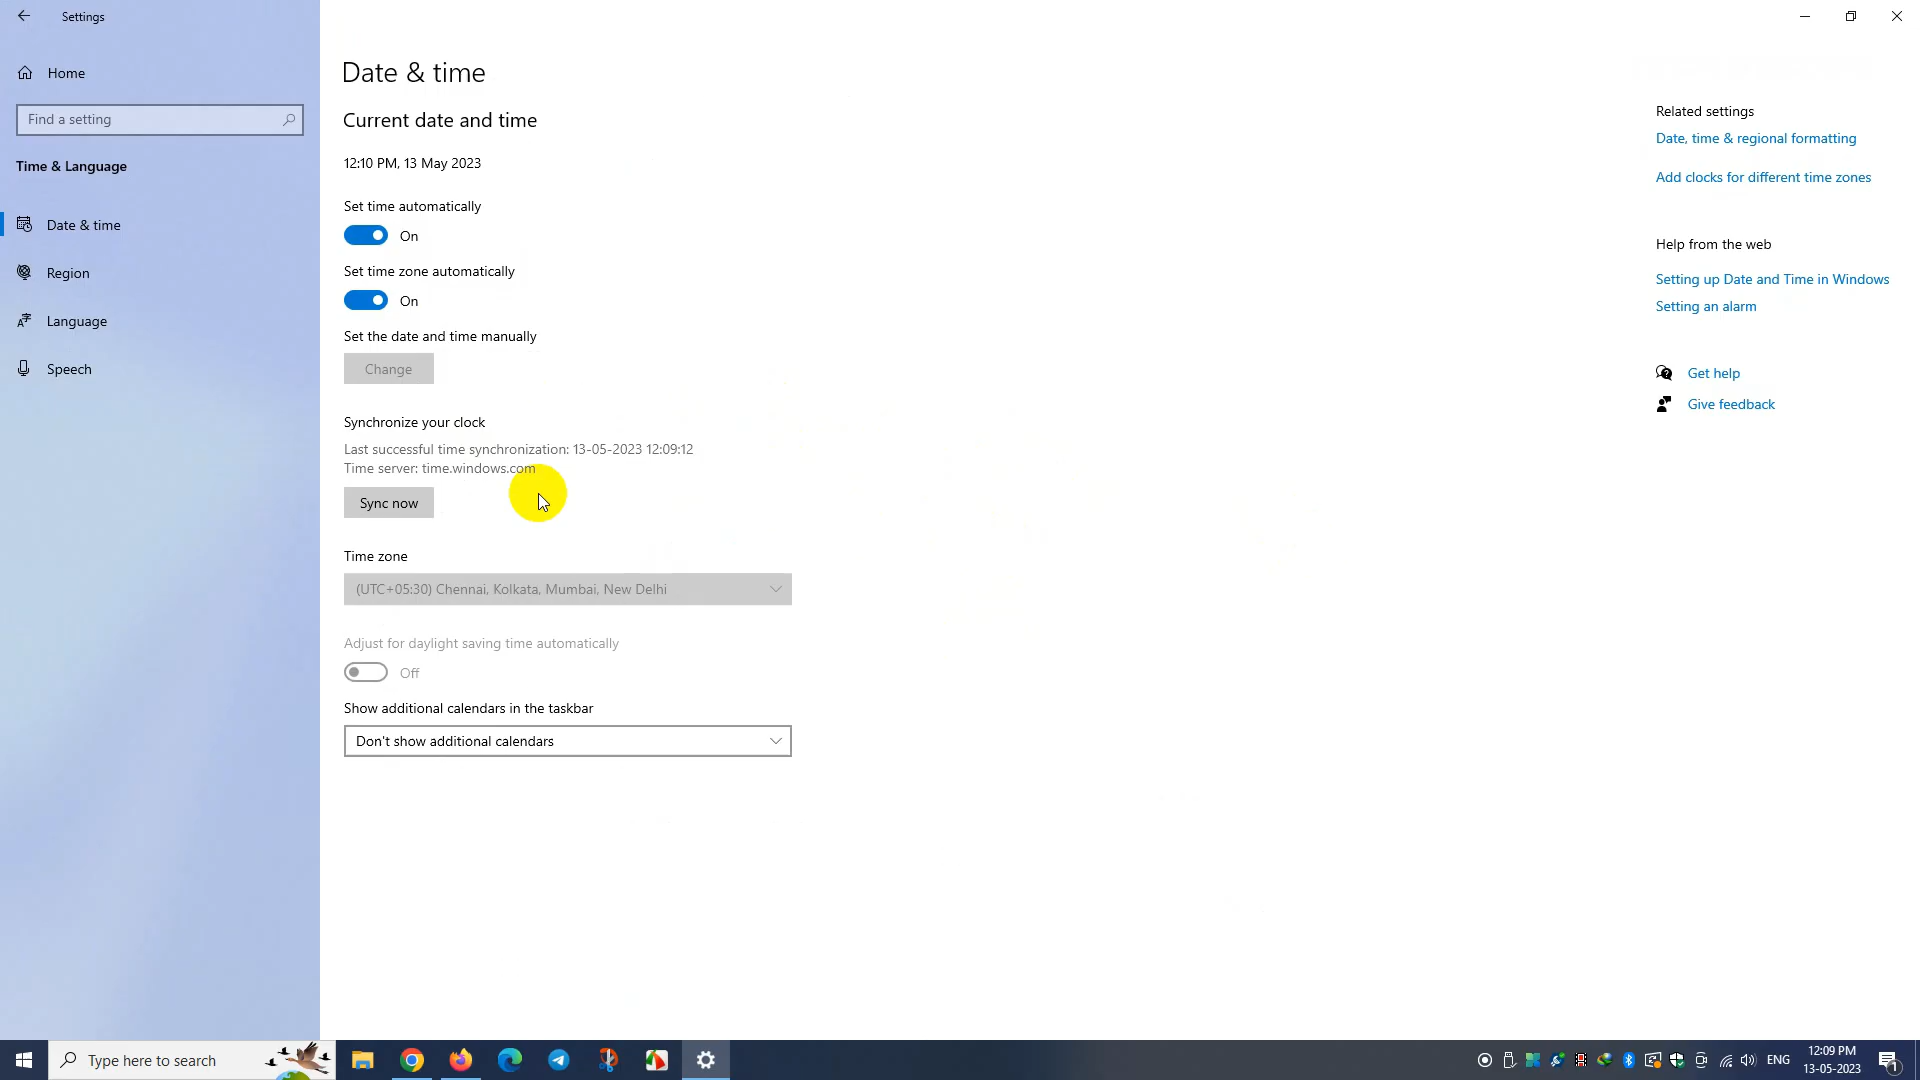 Settings
Home
Find a setting
Time & Language
Date & time
Region
Language
Speech
Date & time
Current date and time
12:10 PM, 13 May 2023
Set time automatically
On
Set time zone automatically
On
Set the date and time manually
Change
Synchronize your clock
Last successful time synchronization: 13-05-2023 12:09:12
Time server: time.windows.com
Sync now
Time zone
(UTC+05:30) Chennai, Kolkata, Mumbai, New Delhi
Adjust for daylight saving time automatically
Off
Show additional calendars in the taskbar
Don't show additional calendars
Related settings
Date, time & regional formatting
Add clocks for different time zones
Help from the web
Setting up Date and Time in Windows
Setting an alarm
Get help
Give feedback
Type here to search
ENG
12:09 PM
13-05-2023
1